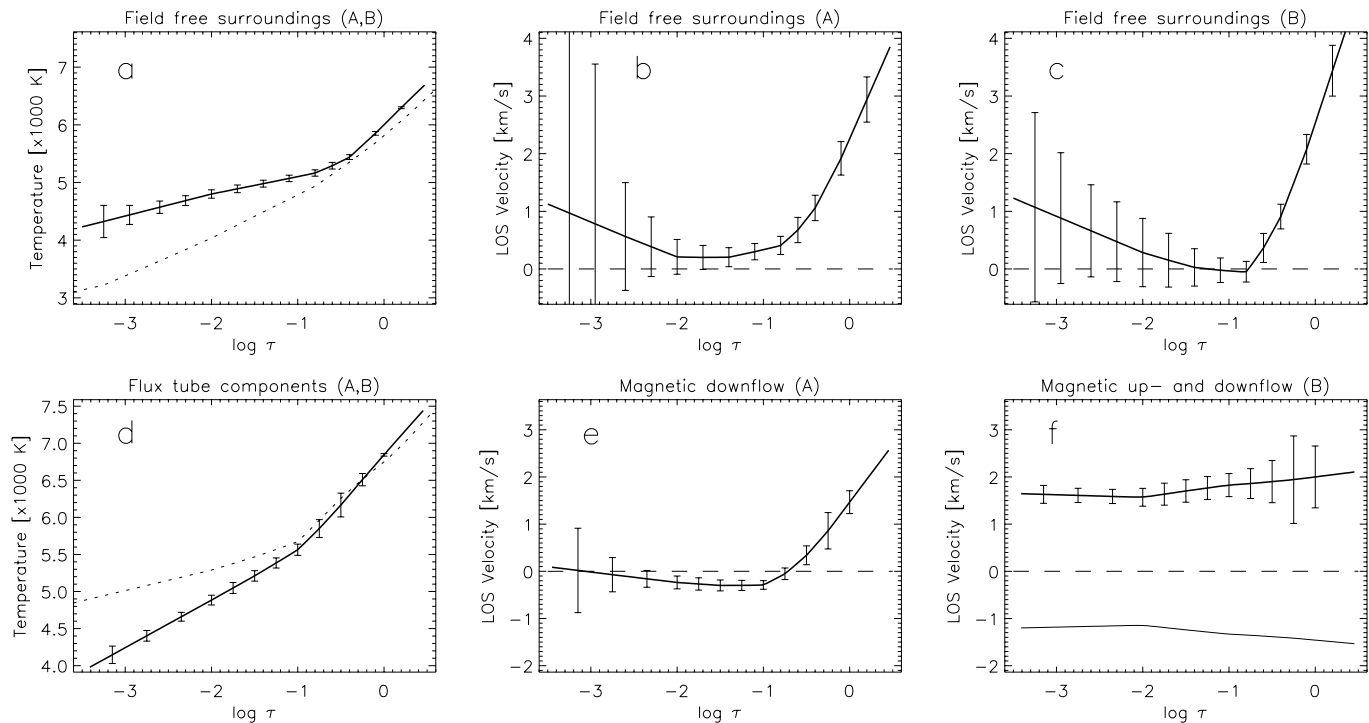 Field free surroundings (A,B)
a
Temperature [x1000 K]
7
6
5
4
3
−3 −2 −1 0
log τ
Field free surroundings (A)
b
LOS Velocity [km/s]
4
3
2
1
0
−3 −2 −1 0
log τ
Field free surroundings (B)
c
LOS Velocity [km/s]
4
3
2
1
0
−3 −2 −1 0
log τ
Flux tube components (A,B)
d
Temperature [x1000 K]
7.5
7.0
6.5
6.0
5.5
5.0
4.5
4.0
−3 −2 −1 0
log τ
Magnetic downflow (A)
e
LOS Velocity [km/s]
3
2
1
0
−1
−2
−3 −2 −1 0
log τ
Magnetic up− and downflow (B)
f
LOS Velocity [km/s]
3
2
1
0
−1
−2
−3 −2 −1 0
log τ